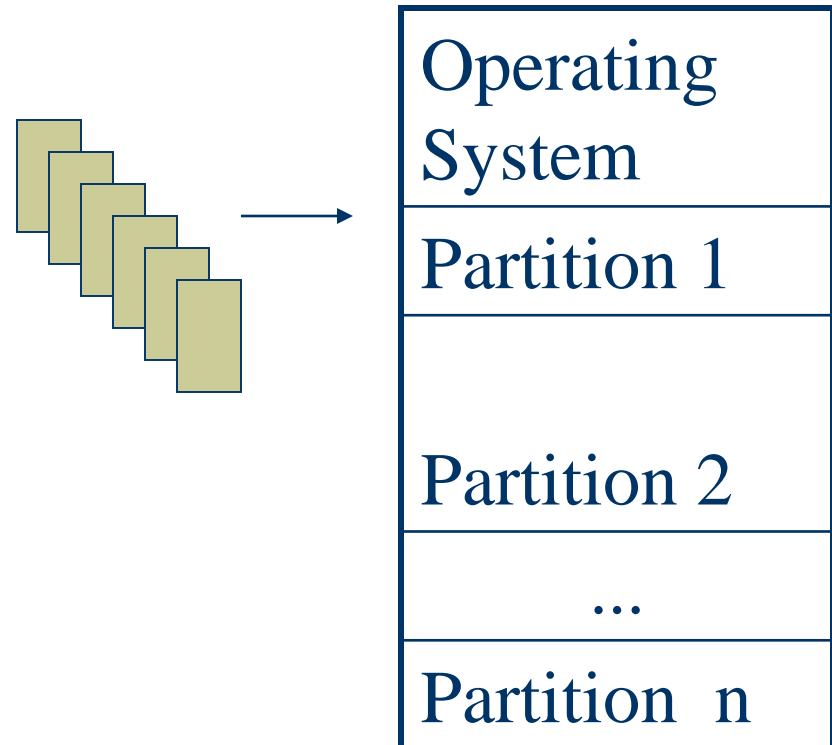 Operating
System
Partition 1
Partition 2
...
Partition n